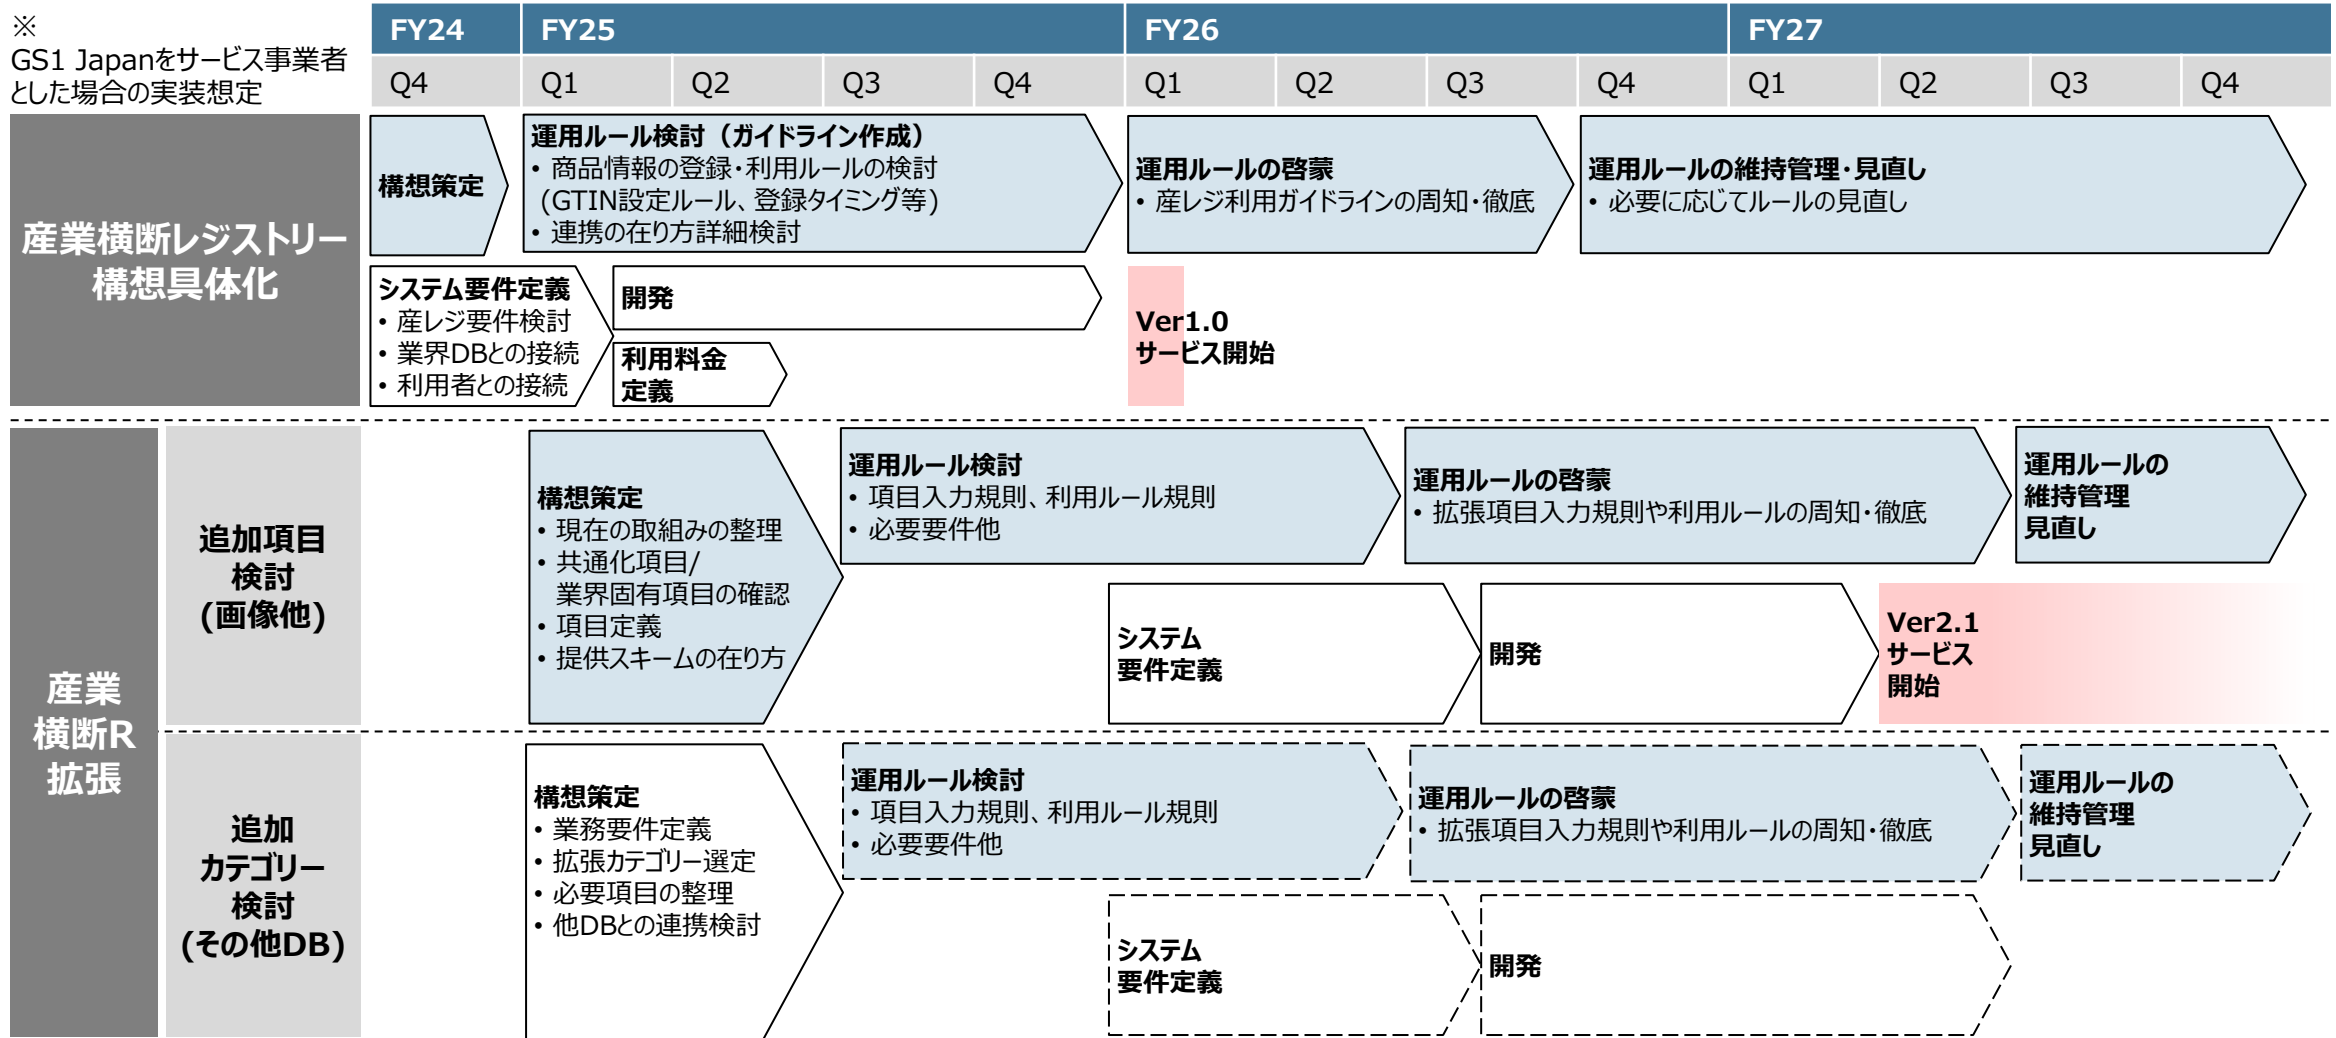 ※
GS1 Japanをサービス事業者
とした場合の実装想定
FY24
FY25
FY26
FY27
Q4
Q1
Q2
Q3
Q4
Q1
Q2
Q3
Q4
Q1
Q2
Q3
Q4
産業横断レジストリー
構想具体化
構想策定
運用ルール検討（ガイドライン作成）
• 商品情報の登録・利用ルールの検討
(GTIN設定ルール、登録タイミング等)
• 連携の在り方詳細検討
運用ルールの啓蒙
• 産レジ利用ガイドラインの周知・徹底
運用ルールの維持管理・見直し
• 必要に応じてルールの見直し
システム要件定義
• 産レジ要件検討
• 業界DBとの接続
• 利用者との接続
開発
利用料金
定義
Ver1.0
サービス開始
産業
横断R
拡張
追加項目
検討
(画像他)
構想策定
• 現在の取組みの整理
• 共通化項目/
業界固有項目の確認
• 項目定義
• 提供スキームの在り方
運用ルール検討
• 項目入力規則、利用ルール規則
• 必要要件他
運用ルールの啓蒙
• 拡張項目入力規則や利用ルールの周知・徹底
運用ルールの
維持管理
見直し
システム
要件定義
開発
Ver2.1
サービス
開始
追加
カテゴリー
検討
(その他DB)
構想策定
• 業務要件定義
• 拡張カテゴリー選定
• 必要項目の整理
• 他DBとの連携検討
運用ルール検討
• 項目入力規則、利用ルール規則
• 必要要件他
運用ルールの啓蒙
• 拡張項目入力規則や利用ルールの周知・徹底
運用ルールの
維持管理
見直し
システム
要件定義
開発